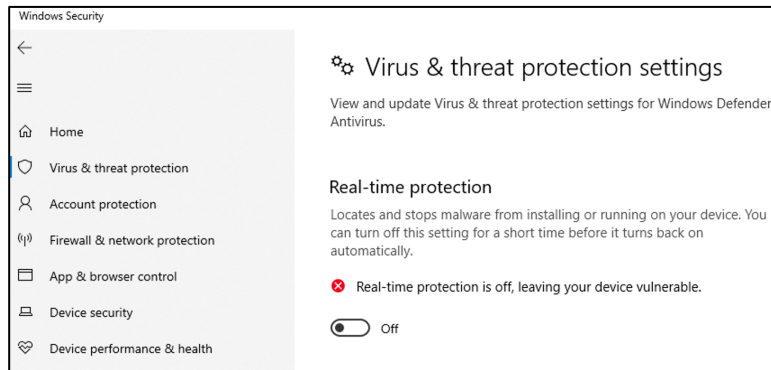 Windows Security
Home
Virus & threat protection
Account protection
Firewall & network protection
App & browser control
Device security
Device performance & health
Virus & threat protection settings
View and update Virus & threat protection settings for Windows Defender
Antivirus.
Real-time protection
Locates and stops malware from installing or running on your device. You
can turn off this setting for a short time before it turns back on
automatically.
Real-time protection is off, leaving your device vulnerable.
Off